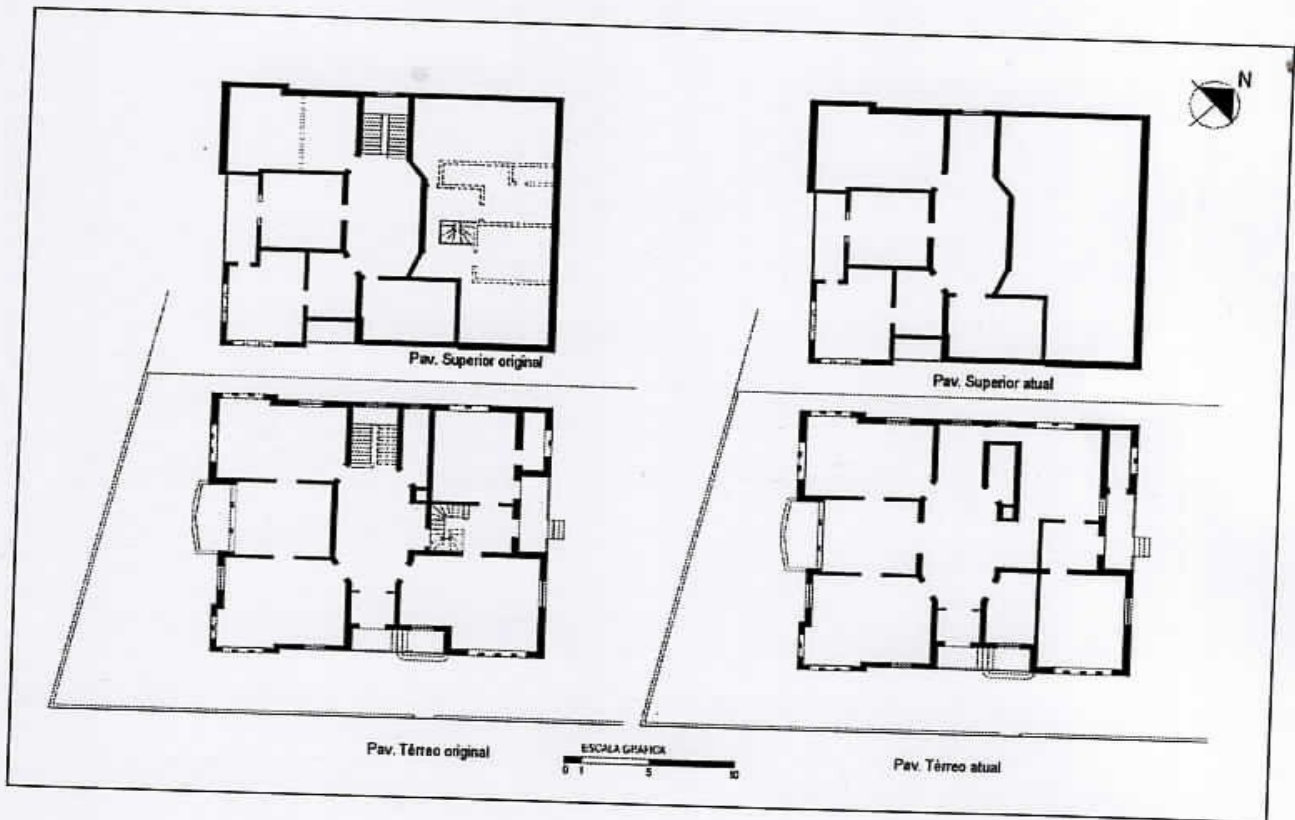 N
Pav. Superior original
Pav. Superior atual
Pav. Térreo original
ESCALA GRÁFICA
0 1 5 10
Pav. Térreo atual